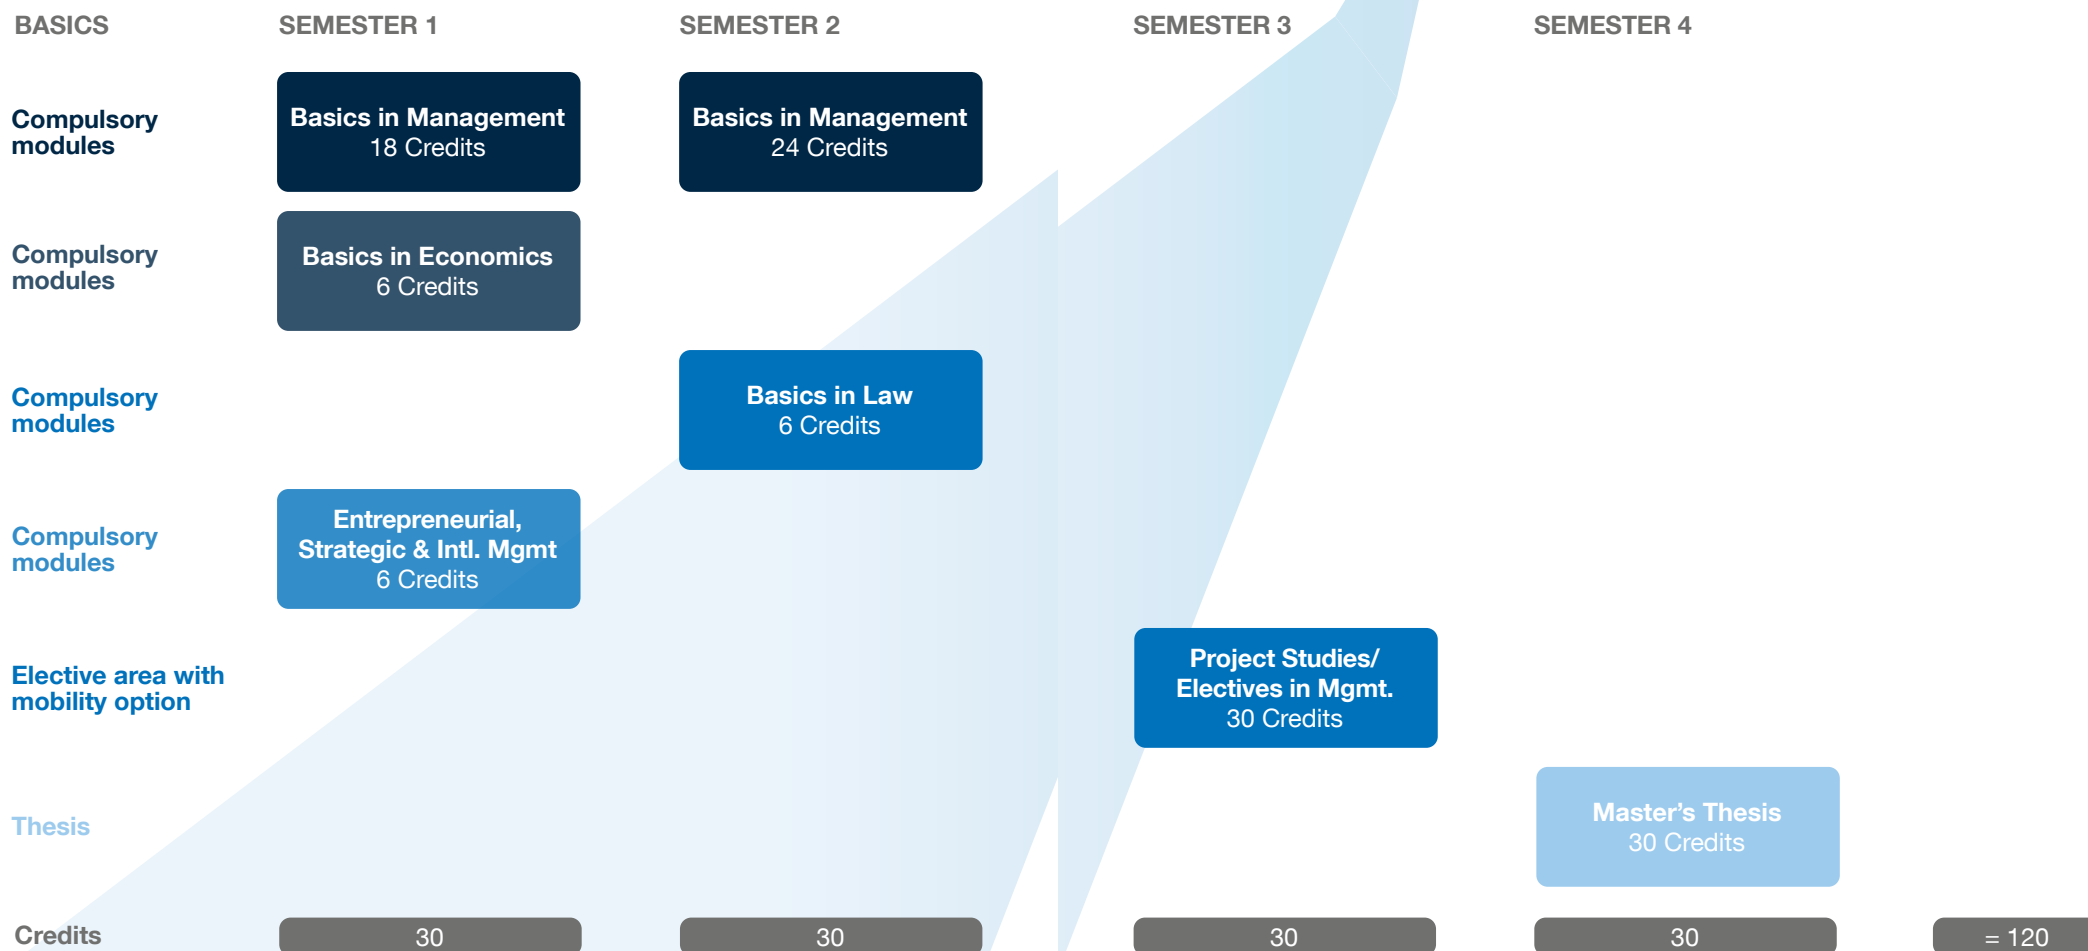 BASICS
SEMESTER 1
SEMESTER 2
SEMESTER 3
SEMESTER 4
Compulsory
modules
Basics in Management
18 Credits
Basics in Management
24 Credits
Compulsory
modules
Basics in Economics
6 Credits
Compulsory
modules
Basics in Law
6 Credits
Compulsory
modules
Entrepreneurial,
Strategic & Intl. Mgmt
6 Credits
Elective area with
mobility option
Project Studies/
Electives in Mgmt.
30 Credits
Thesis
Master’s Thesis
30 Credits
Credits
30
30
30
30
= 120